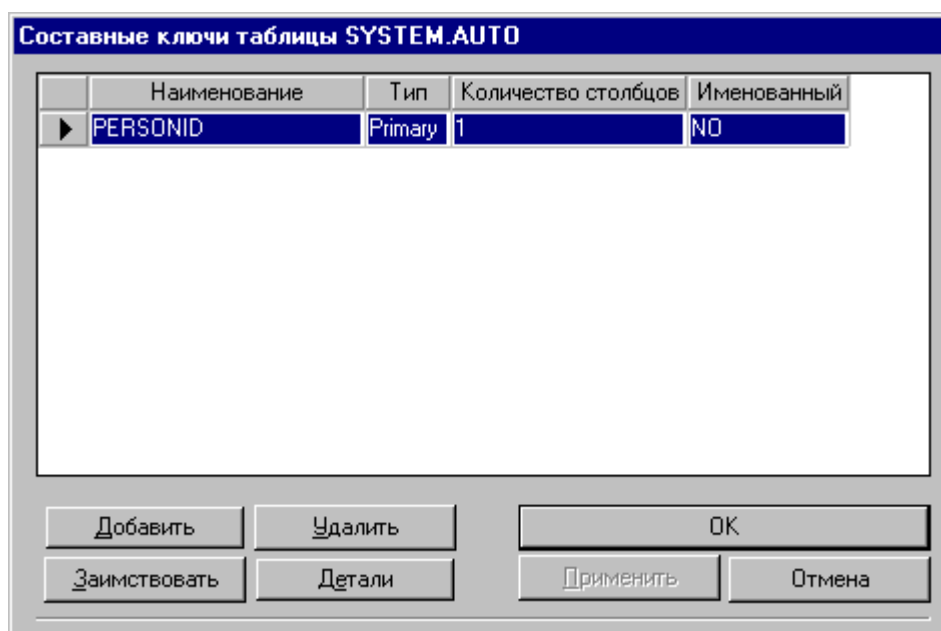 Составные ключи таблицы SYSTEM.AUTO
Наименование Тип Количество столбцов Именованный
PERSONID Primary 1 NO
Добавить Удалить OK
Заимствовать Детали Применить Отмена